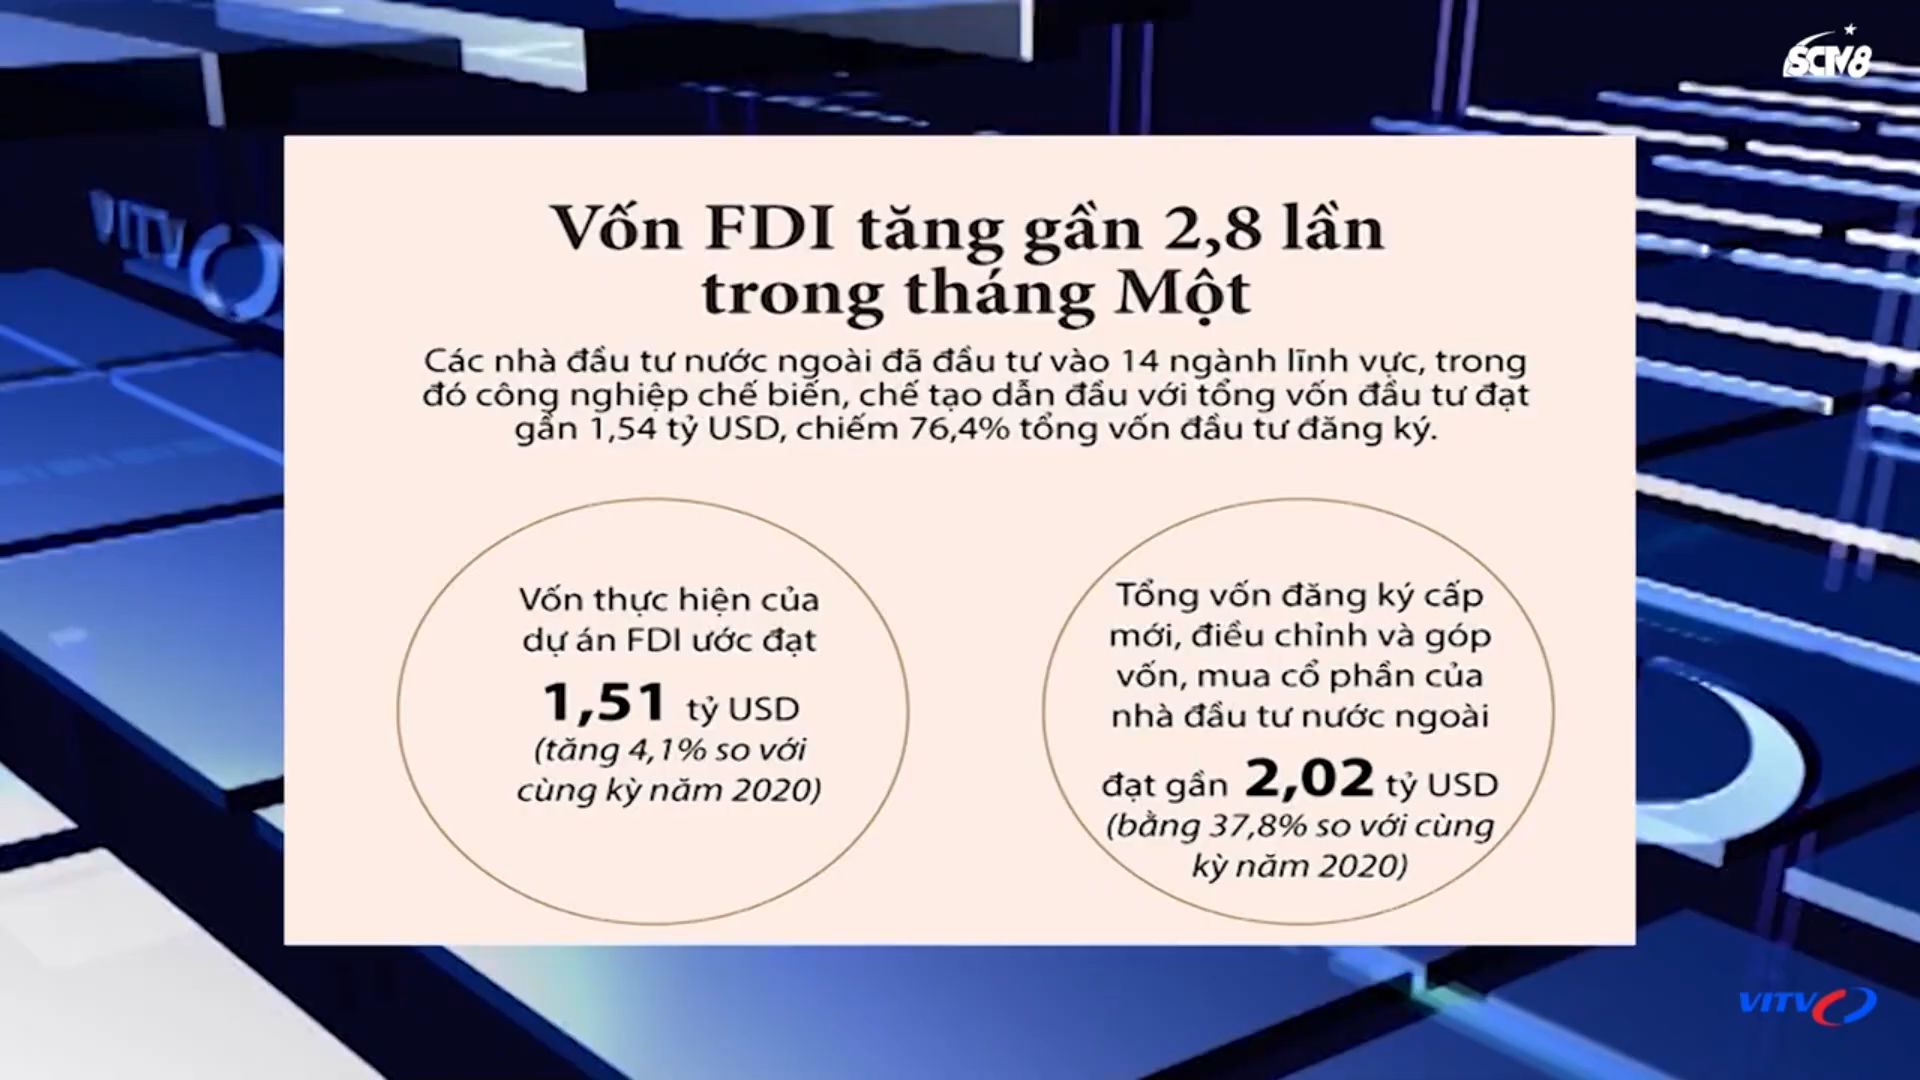 SCTV8
VITV
Vốn FDI tăng gần 2,8 lần
trong tháng Một
Các nhà đầu tư nước ngoài đã đầu tư vào 14 ngành lĩnh vực, trong
đó công nghiệp chế biến, chế tạo dẫn đầu với tổng vốn đầu tư đạt
gần 1,54 tỷ USD, chiếm 76,4% tổng vốn đầu tư đăng ký.
Vốn thực hiện của
dự án FDI ước đạt
1,51 tỷ USD
(tăng 4,1% so với
cùng kỳ năm 2020)
Tổng vốn đăng ký cấp
mới, điều chỉnh và góp
vốn, mua cổ phần của
nhà đầu tư nước ngoài
đạt gần 2,02 tỷ USD
(bằng 37,8% so với cùng
kỳ năm 2020)
VITV